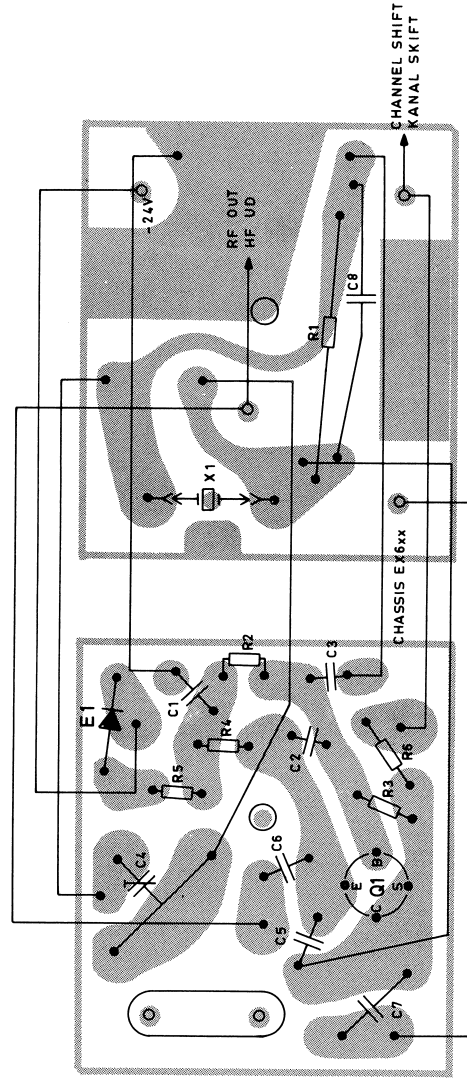 CHANNEL SHIFT
KANAL SKIFT
-24V
RF OUT
HF UD
R1
C8
X1
CHASSIS EX6xx
E1
C1
R2
C3
R4
R5
C2
R6
R3
C4
C6
E
B
C
S
Q1
C5
C7